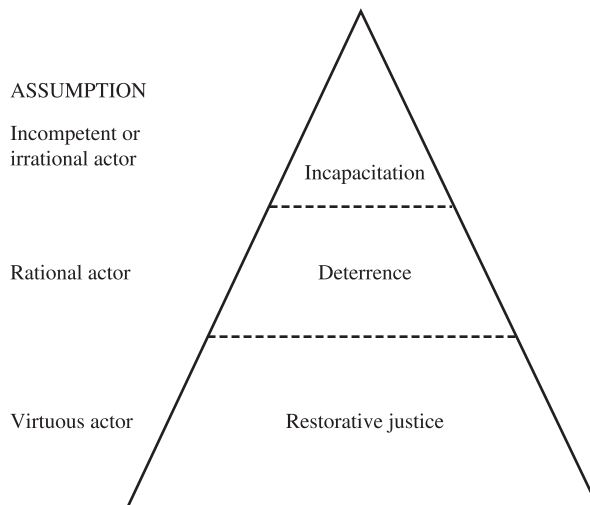 ASSUMPTION
Incompetent or
irrational actor
Incapacitation
Rational actor
Deterrence
Virtuous actor
Restorative justice